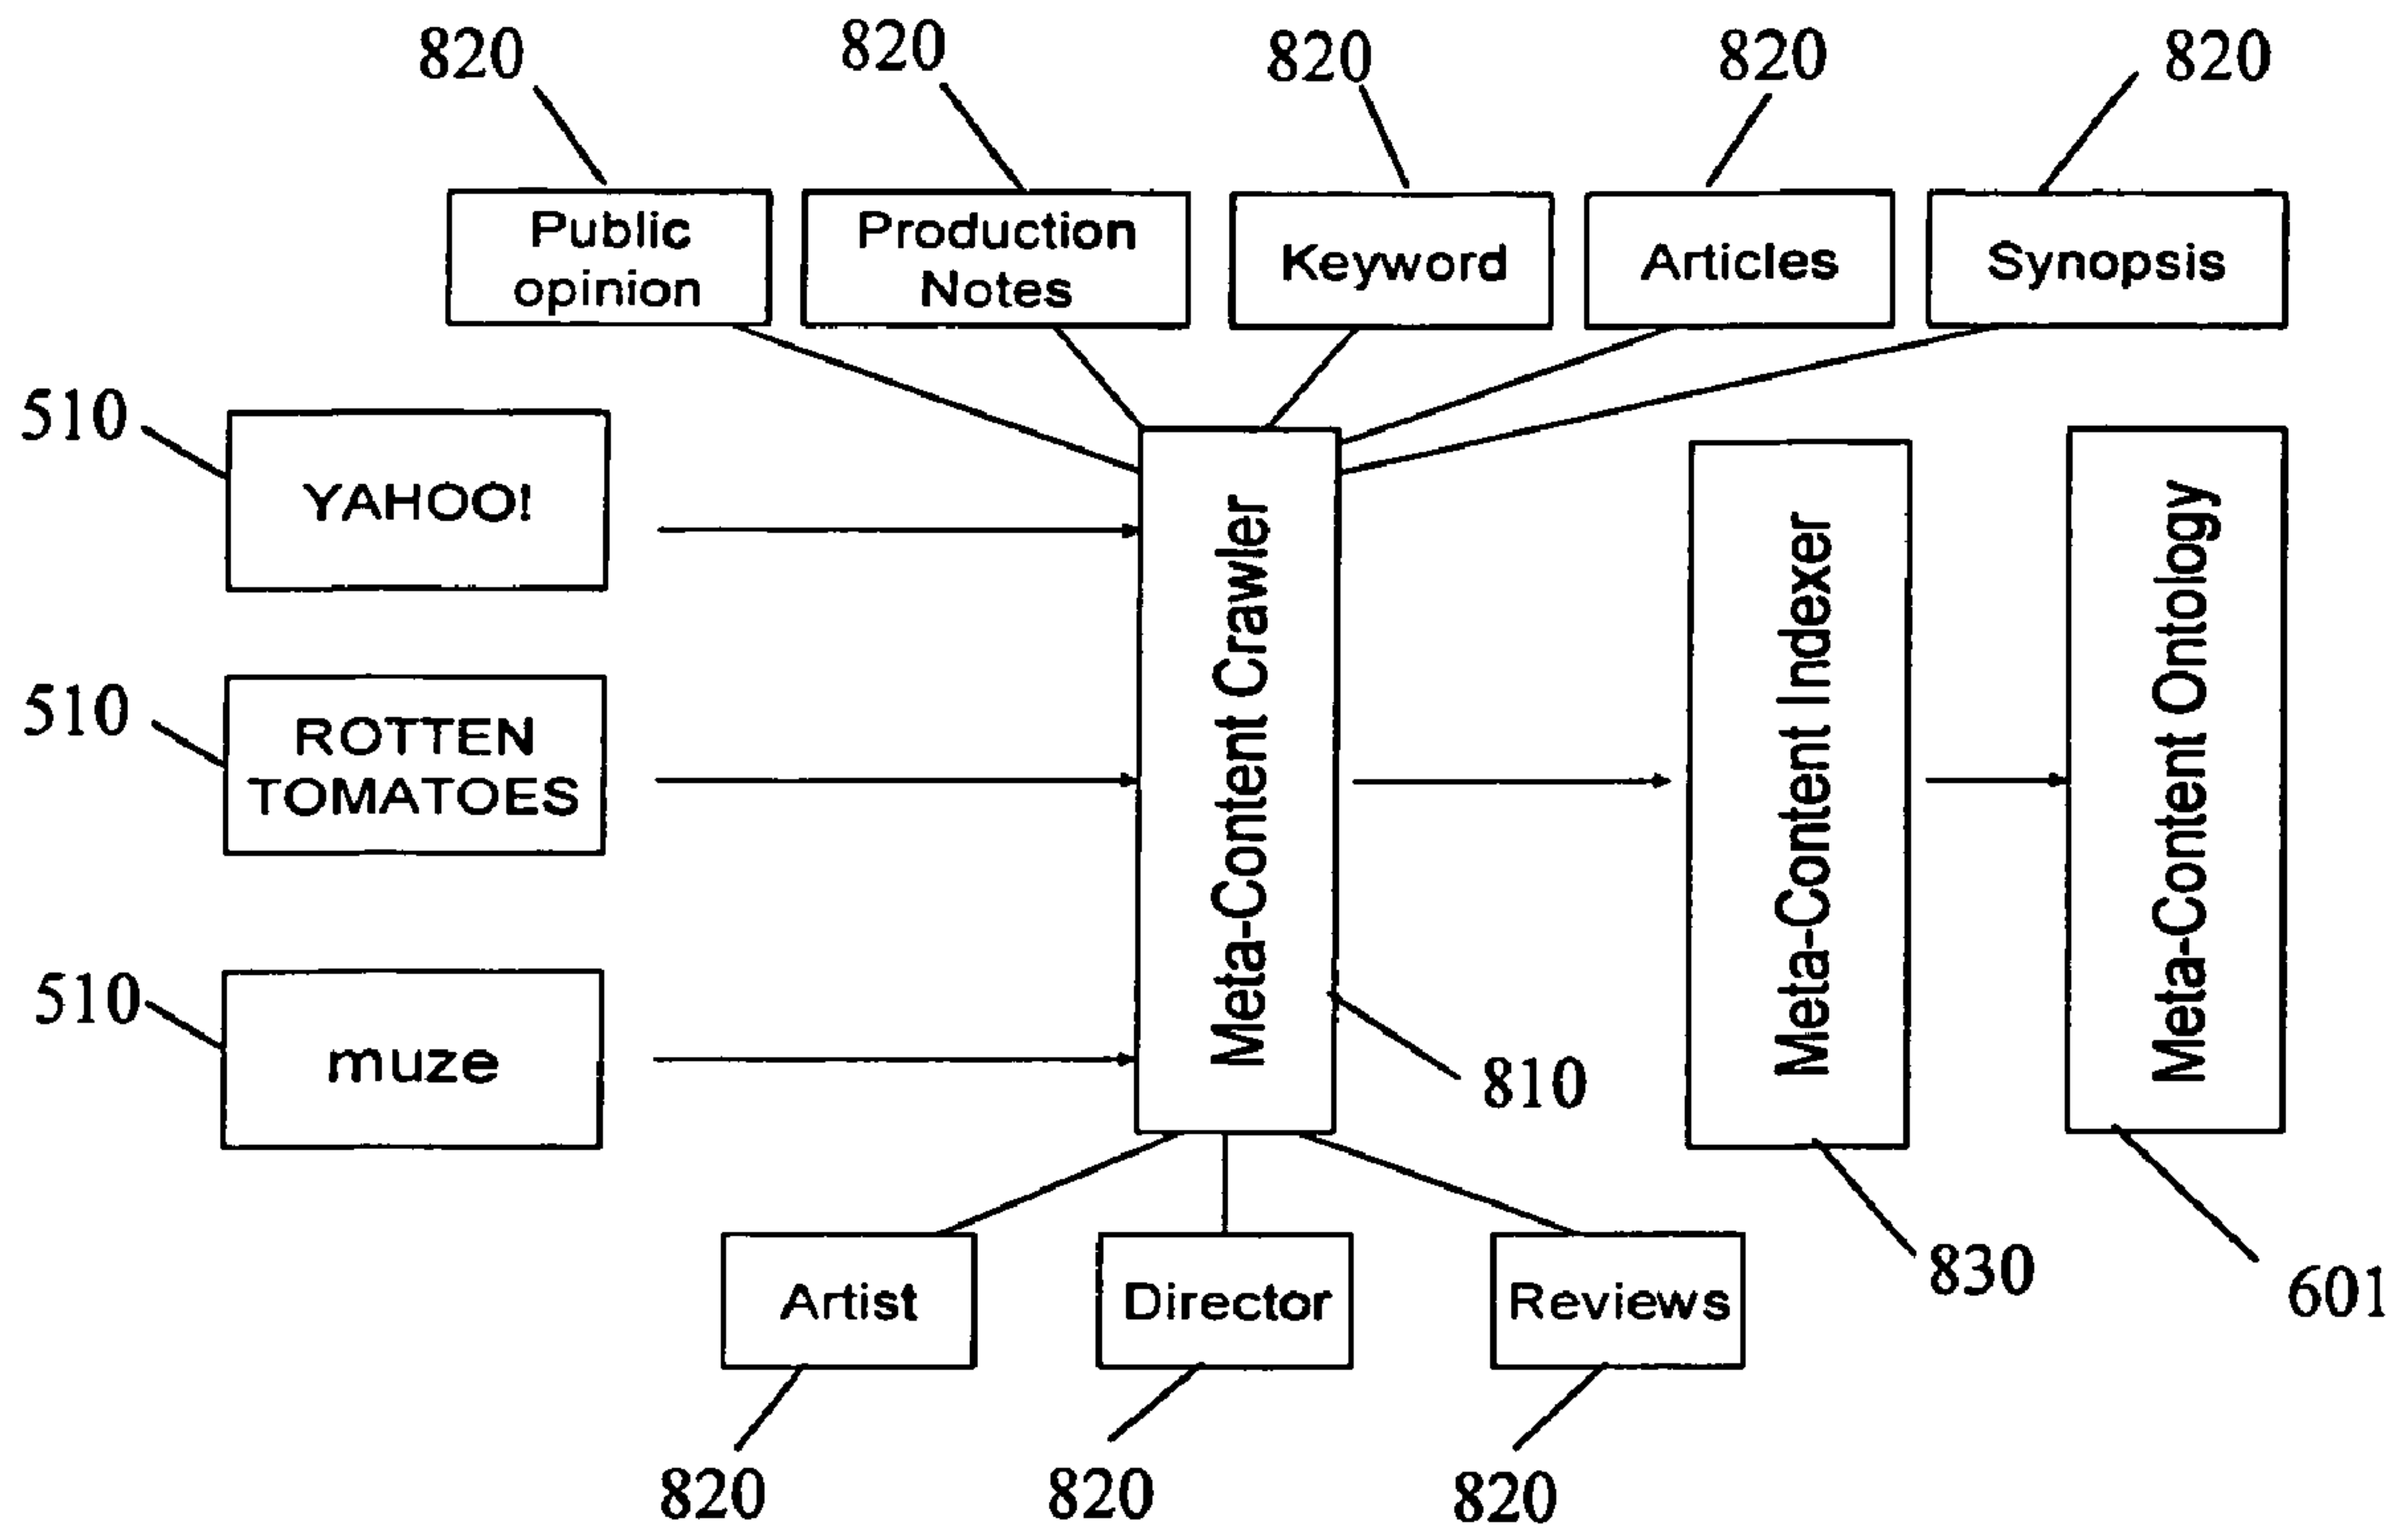 820
820
820
820
820
Public
opinion
Production
Notes
Keyword
Articles
Synopsis
510
YAHOO!
510
ROTTEN
TOMATOES
510
muze
Meta-Content Crawler
810
Meta-Content Indexer
830
Meta-Content Ontology
601
Artist
Director
Reviews
820
820
820